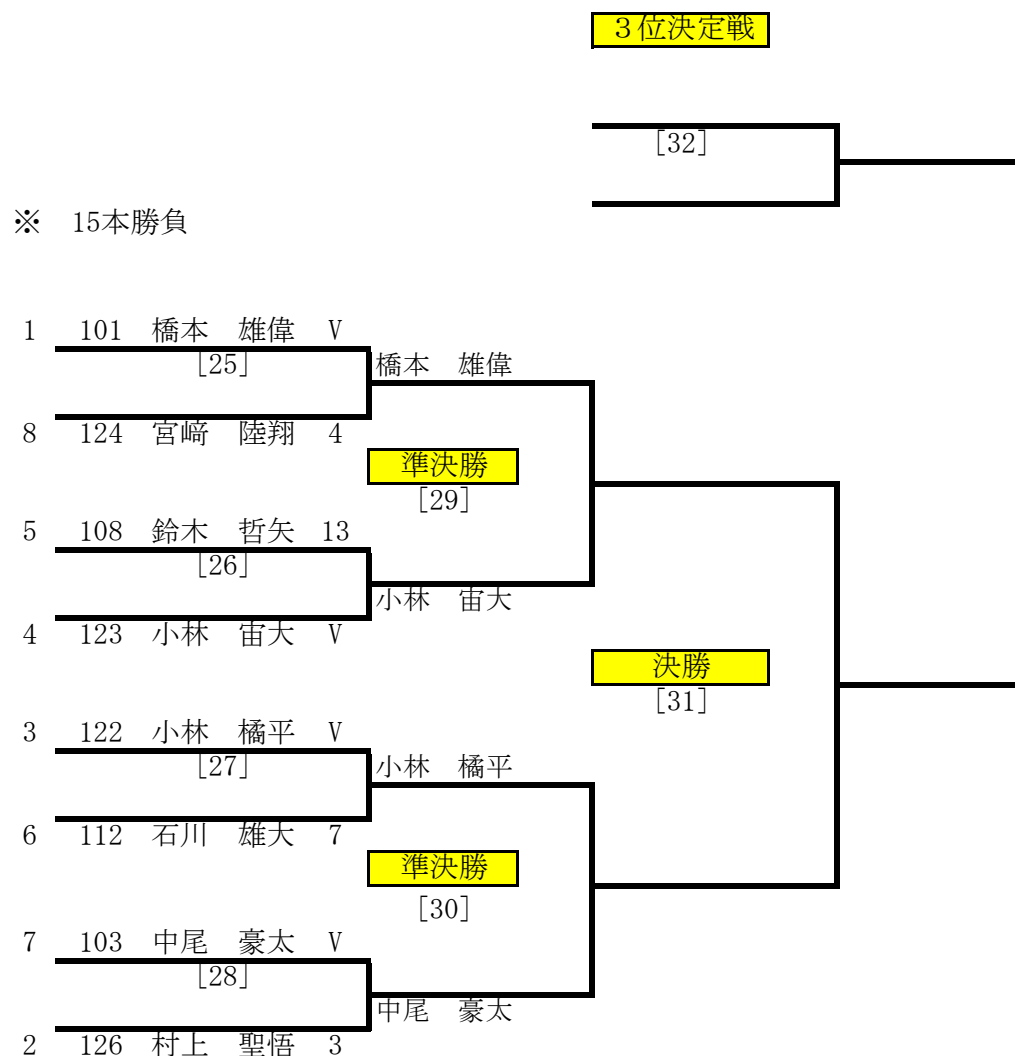 ３位決定戦
[32]
※　15本勝負
1　101　橋本　雄偉　V
[25]
橋本　雄偉
8　124　宮﨑　陸翔　4
準決勝
[29]
5　108　鈴木　哲矢　13
[26]
小林　宙大
4　123　小林　宙大　V
決勝
[31]
3　122　小林　橘平　V
[27]
小林　橘平
6　112　石川　雄大　7
準決勝
[30]
7　103　中尾　豪太　V
[28]
中尾　豪太
2　126　村上　聖悟　3